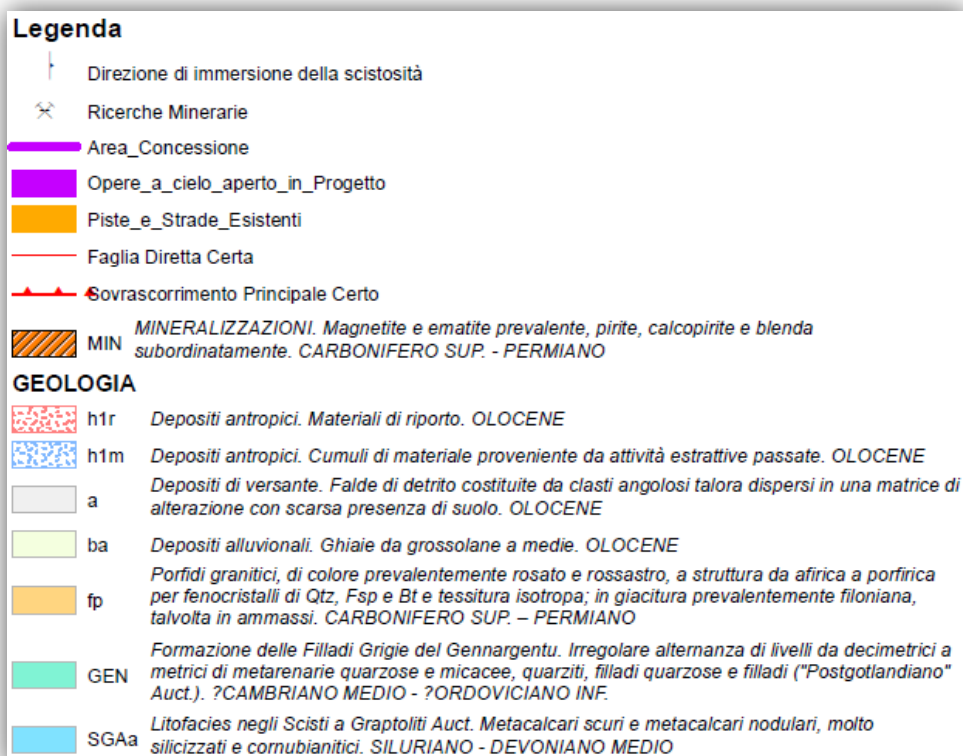 Legenda
Direzione di immersione della scistosità
Ricerche Minerarie
Area_Concessione
Opere_a_cielo_aperto_in_Progetto
Piste_e_Strade_Esistenti
Faglia Diretta Certa
Sovrascorrimento Principale Certo
MIN MINERALIZZAZIONI. Magnetite e ematite prevalente, pirite, calcopirite e blenda
subordinatamente. CARBONIFERO SUP. - PERMIANO
GEOLOGIA
h1r Depositi antropici. Materiali di riporto. OLOCENE
h1m Depositi antropici. Cumuli di materiale proveniente da attività estrattive passate. OLOCENE
a Depositi di versante. Falde di detrito costituite da clasti angolosi talora dispersi in una matrice di
alterazione con scarsa presenza di suolo. OLOCENE
ba Depositi alluvionali. Ghiaie da grossolane a medie. OLOCENE
fp Porfidi granitici, di colore prevalentemente rosato e rossastro, a struttura da afirica a porfirica
per fenocristalli di Qtz, Fsp e Bt e tessitura isotropa; in giacitura prevalentemente filoniana,
talvolta in ammassi. CARBONIFERO SUP. – PERMIANO
GEN Formazione delle Filladi Grigie del Gennargentu. Irregolare alternanza di livelli da decimetrici a
metrici di metarenarie quarzose e micacee, quarziti, filladi quarzose e filladi ("Postgotlandiano"
Auct.). ?CAMBRIANO MEDIO - ?ORDOVICIANO INF.
SGAa Litofacies negli Scisti a Graptoliti Auct. Metacalcari scuri e metacalcari nodulari, molto
silicizzati e cornubianitici. SILURIANO - DEVONIANO MEDIO